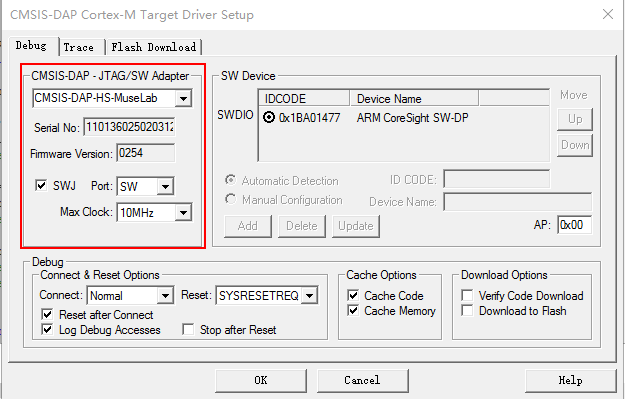 CMSIS-DAP Cortex-M Target Driver Setup
Debug Trace Flash Download
CMSIS-DAP - JTAG/SW Adapter
CMSIS-DAP-HS-MuseLab
Serial No: 110136025020312
Firmware Version: 0254
SWJ Port: SW
Max Clock: 10MHz
SW Device
IDCODE Device Name
SWDIO 0x1BA01477 ARM CoreSight SW-DP
Move
Up
Down
Automatic Detection ID CODE:
Manual Configuration Device Name:
Add Delete Update AP: 0x00
Debug
Connect & Reset Options
Connect: Normal Reset: SYSRESETREQ
Reset after Connect
Log Debug Accesses Stop after Reset
Cache Options
Cache Code
Cache Memory
Download Options
Verify Code Download
Download to Flash
OK Cancel Help